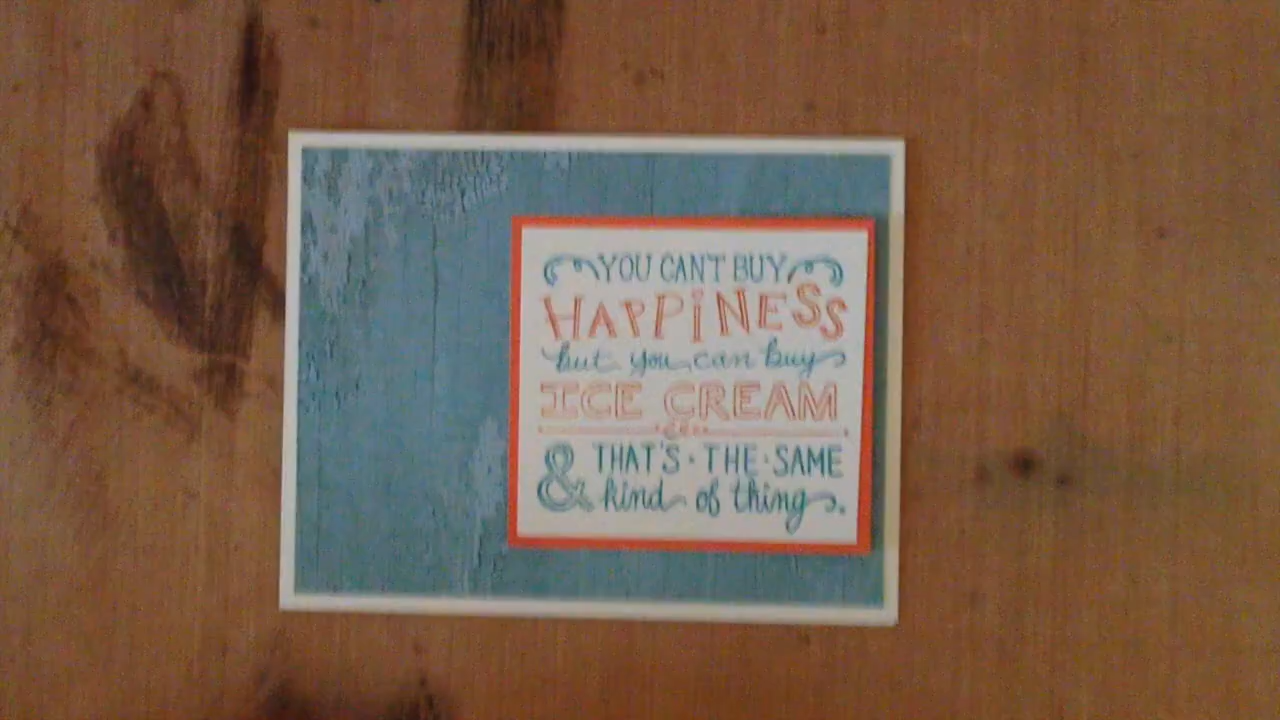 YOU CAN'T BUY
HAPPiNESS
but you can buy
ICE CREAM
& THAT'S · THE · SAME
kind of thing.